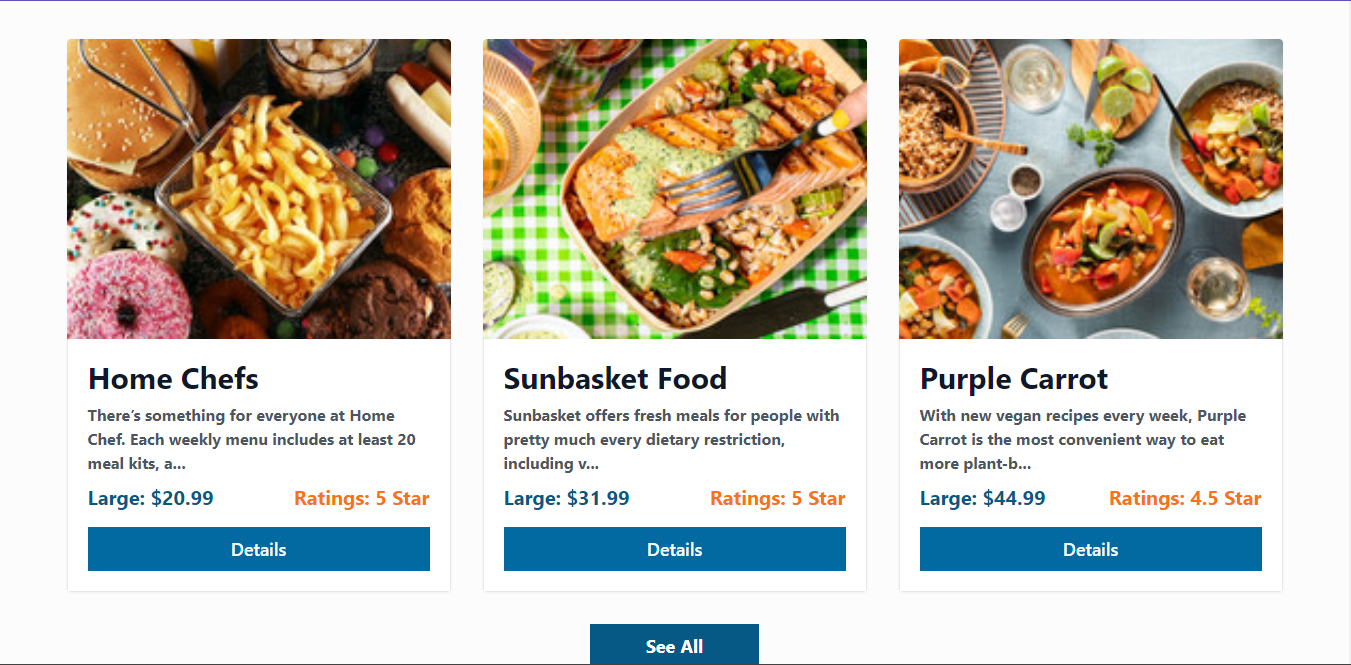 Home Chefs
There's something for everyone at Home
Chef. Each weekly menu includes at least 20
meal kits, a...
Large: $20.99
Ratings: 5 Star
Details
Sunbasket Food
Sunbasket offers fresh meals for people with
pretty much every dietary restriction,
including v...
Large: $31.99
Ratings: 5 Star
Details
Purple Carrot
With new vegan recipes every week, Purple
Carrot is the most convenient way to eat
more plant-b...
Large: $44.99
Ratings: 4.5 Star
Details
See All